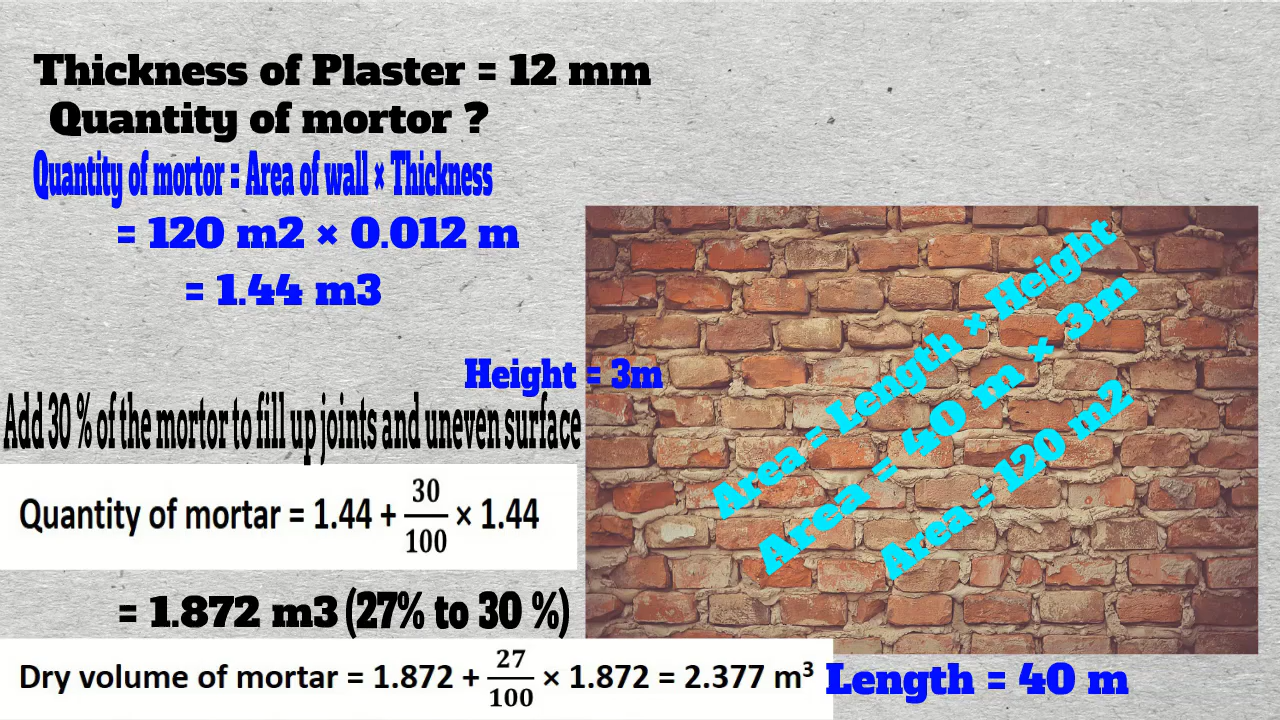 Thickness of Plaster = 12 mm
Quantity of mortor ?
Quantity of mortor = Area of wall × Thickness
= 120 m2 × 0.012 m
= 1.44 m3
Height = 3m
Add 30 % of the mortor to fill up joints and uneven surface
Quantity of mortar = 1.44 + 30/100 × 1.44
= 1.872 m3 (27% to 30 %)
Dry volume of mortar = 1.872 + 27/100 × 1.872 = 2.377 m³
Length = 40 m
Area = Length × Height
Area = 40 m × 3m
Area = 120 m2